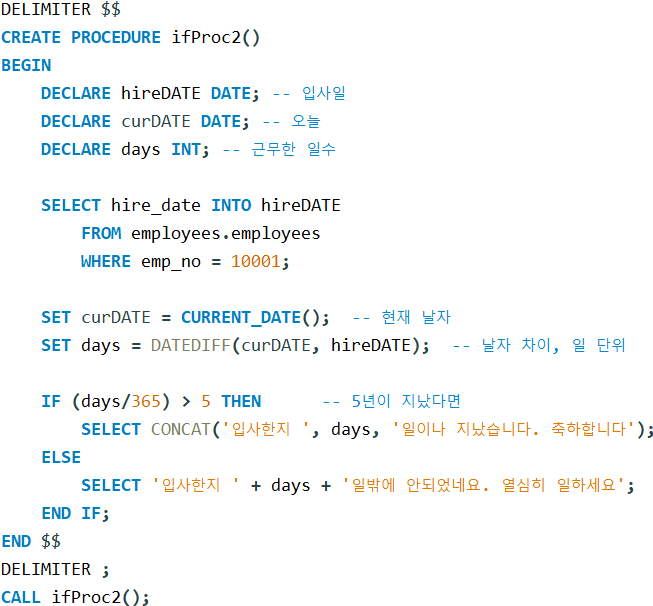 DELIMITER $$
CREATE PROCEDURE ifProc2()
BEGIN
    DECLARE hireDATE DATE; -- 입사일
    DECLARE curDATE DATE; -- 오늘
    DECLARE days INT; -- 근무한 일수

    SELECT hire_date INTO hireDATE
        FROM employees.employees
        WHERE emp_no = 10001;

    SET curDATE = CURRENT_DATE();  -- 현재 날자
    SET days = DATEDIFF(curDATE, hireDATE);  -- 날자 차이, 일 단위

    IF (days/365) > 5 THEN      -- 5년이 지났다면
        SELECT CONCAT('입사한지 ', days, '일이나 지났습니다. 축하합니다');
    ELSE
        SELECT '입사한지 ' + days + '일밖에 안되었네요. 열심히 일하세요';
    END IF;
END $$
DELIMITER ;
CALL ifProc2();